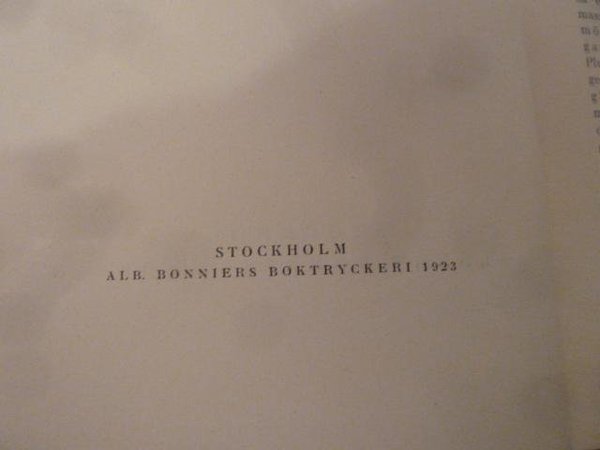 STOCKHOLM
ALB. BONNIERS BOKTRYCKERI 1923